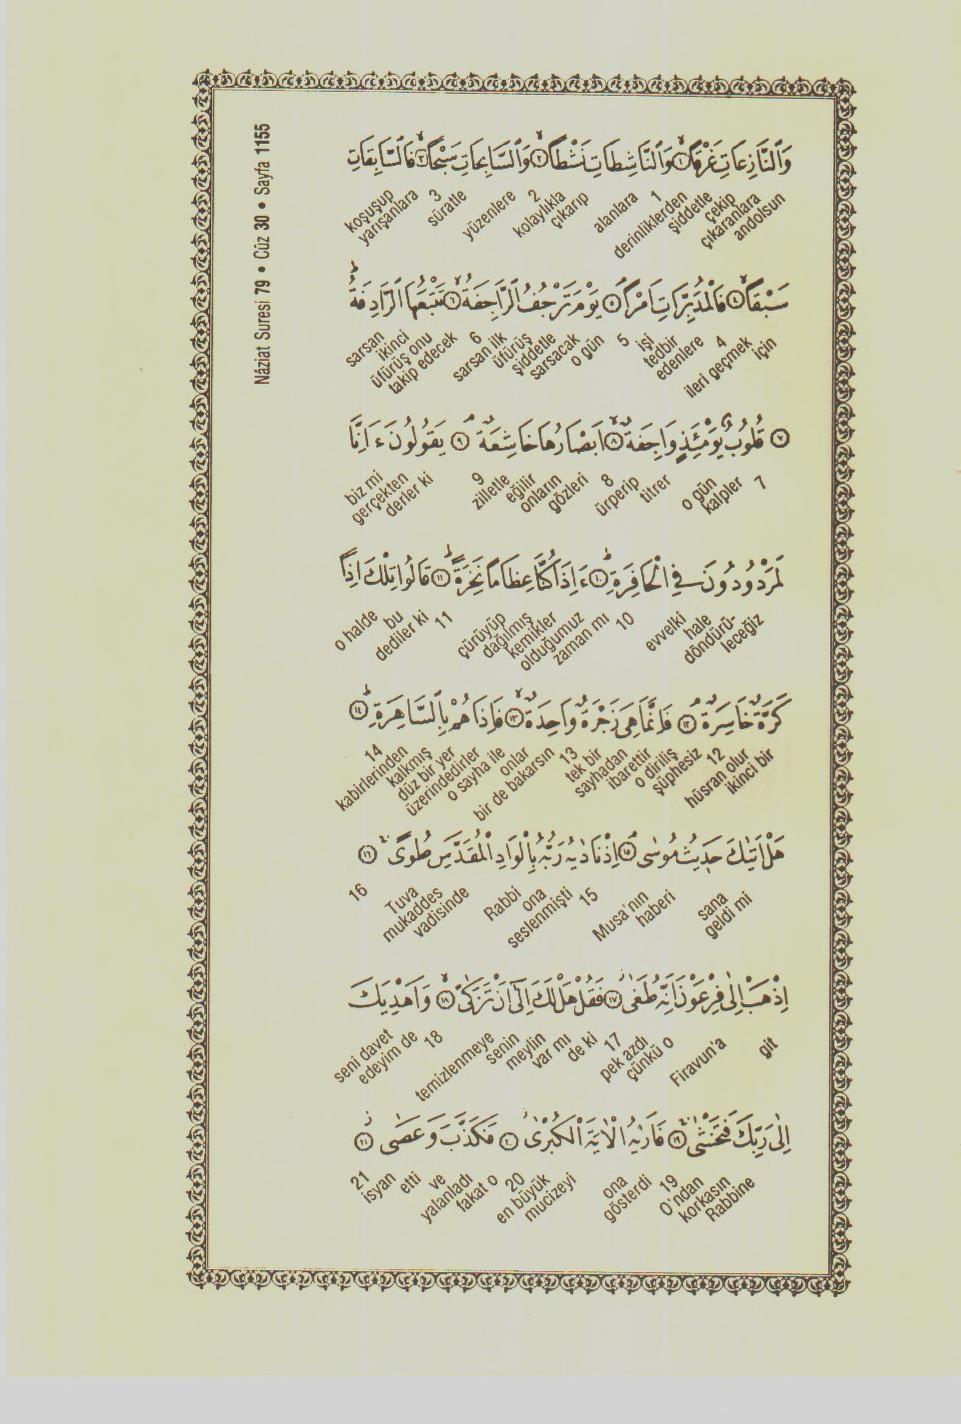 Nâziat Suresi 79 • Cüz 30 • Sayfa 1155
وَالنَّازِعَاتِ غَرْقًا ۙ ١ وَالنَّاشِطَاتِ نَشْطًا ۙ ٢ وَالسَّابِحَاتِ سَبْحًا ۙ ٣ فَالسَّابِقَاتِ
koşuşup
yarışanlara
3
süratle
yüzenlere
2
kolaylıkla
çıkarıp
alanlara
1
derinliklerden
şiddetle
çekip
çıkaranlara
andolsun
سَبْقًا ۙ ٤ فَالْمُدَبِّرَاتِ اَمْرًا ۢ ٥ يَوْمَ تَرْجُفُ الرَّاجِفَةُ ۙ ٦ تَتْبَعُهَا الرَّادِفَةُ ۜ
sarsan
ikinci
üfürüş onu
takip edecek
6
sarsan ilk
üfürüş
şiddetle
sarsacak
o gün
5
işi
tedbir
edenlere
4
ileri geçmek
için
٧ قُلُوبٌ يَوْمَئِذٍ وَاجِفَةٌ ۙ ٨ اَبْصَارُهَا خَاشِعَةٌ ۢ ٩ يَقُولُونَ ءَاِنَّا
biz mi
gerçekten
derler ki
9
zilletle
eğilir
onların
gözleri
8
ürperip
titrer
o gün
kalpler
7
لَمَرْدُودُونَ فِي الْحَافِرَةِ ۜ ١٠ ءَاِذَا كُنَّا عِظَامًا نَخِرَةً ۜ ١١ قَالُوا تِلْكَ اِذًا
o halde
bu
dediler ki
11
çürüyüp
dağılmış
kemikler
olduğumuz
zaman mı
10
evvelki
hale
döndürü-
leceğiz
كَرَّةٌ خَاسِرَةٌ ۢ ١٢ فَاِنَّمَا هِيَ زَجْرَةٌ وَاحِدَةٌ ۙ ١٣ فَاِذَا هُمْ بِالسَّاهِرَةِ ۜ ١٤
14
kabirlerinden
kalkmış
düz bir yer
üzerindedirler
o sayha ile
onlar
bir de bakarsın
13
tek bir
sayhadan
ibarettir
o diriliş
şüphesiz
12
hüsran olur
ikinci bir
هَلْ اَتٰيكَ حَدِيثُ مُوسٰى ۢ ١٥ اِذْ نَادٰيهُ رَبُّهُ بِالْوَادِ الْمُقَدَّسِ طُوًى ۚ ١٦
16
Tuva
mukaddes
vadisinde
Rabbi
ona
seslenmişti
15
Musa'nın
haberi
sana
geldi mi
اِذْهَبْ اِلٰى فِرْعَوْنَ اِنَّهُ طَغٰى ۘ ١٧ فَقُلْ هَلْ لَكَ اِلٰٓى اَنْ تَزَكّٰى ۙ ١٨ وَاَهْدِيَكَ
seni davet
edeyim de
18
temizlenmeye
senin
meylin
var mı
de ki
17
pek azdı
çünkü o
Firavun'a
git
اِلٰى رَبِّكَ فَتَخْشٰى ۚ ١٩ فَاَرٰيهُ الْاٰيَةَ الْكُبْرٰى ۘ ٢٠ فَكَذَّبَ وَعَصٰى ۘ ٢١
21
isyan
etti
ve
yalanladı
fakat o
20
en büyük
mucizeyi
ona
gösterdi
19
O'ndan
korkasın
Rabbine